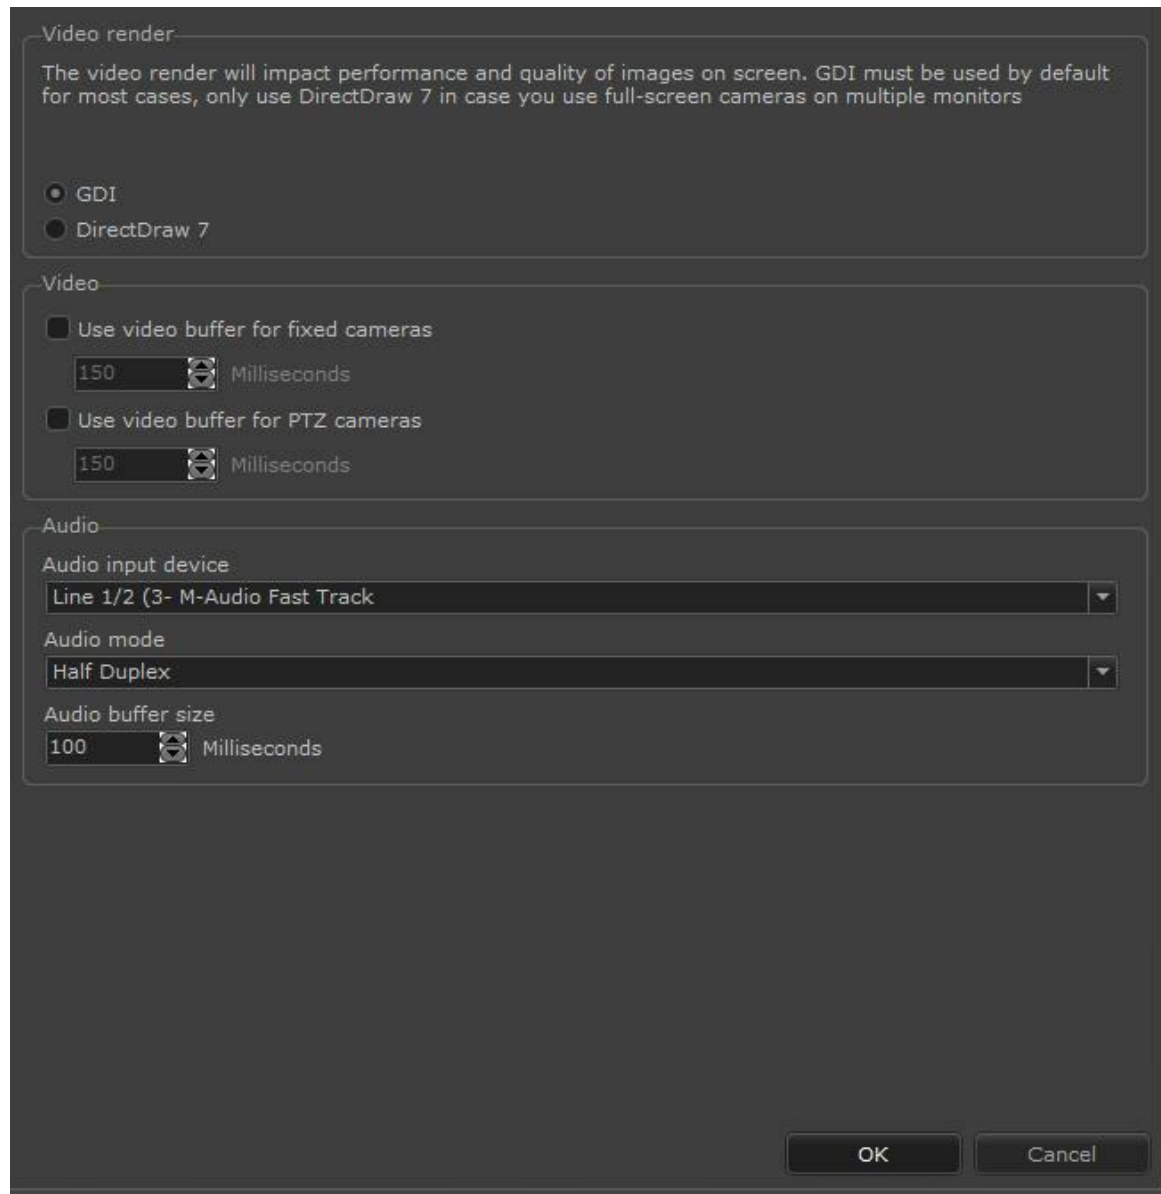 Video render
The video render will impact performance and quality of images on screen. GDI must be used by default
for most cases, only use DirectDraw 7 in case you use full-screen cameras on multiple monitors
GDI
DirectDraw 7
Video
Use video buffer for fixed cameras
150 Milliseconds
Use video buffer for PTZ cameras
150 Milliseconds
Audio
Audio input device
Line 1/2 (3- M-Audio Fast Track
Audio mode
Half Duplex
Audio buffer size
100 Milliseconds
OK Cancel